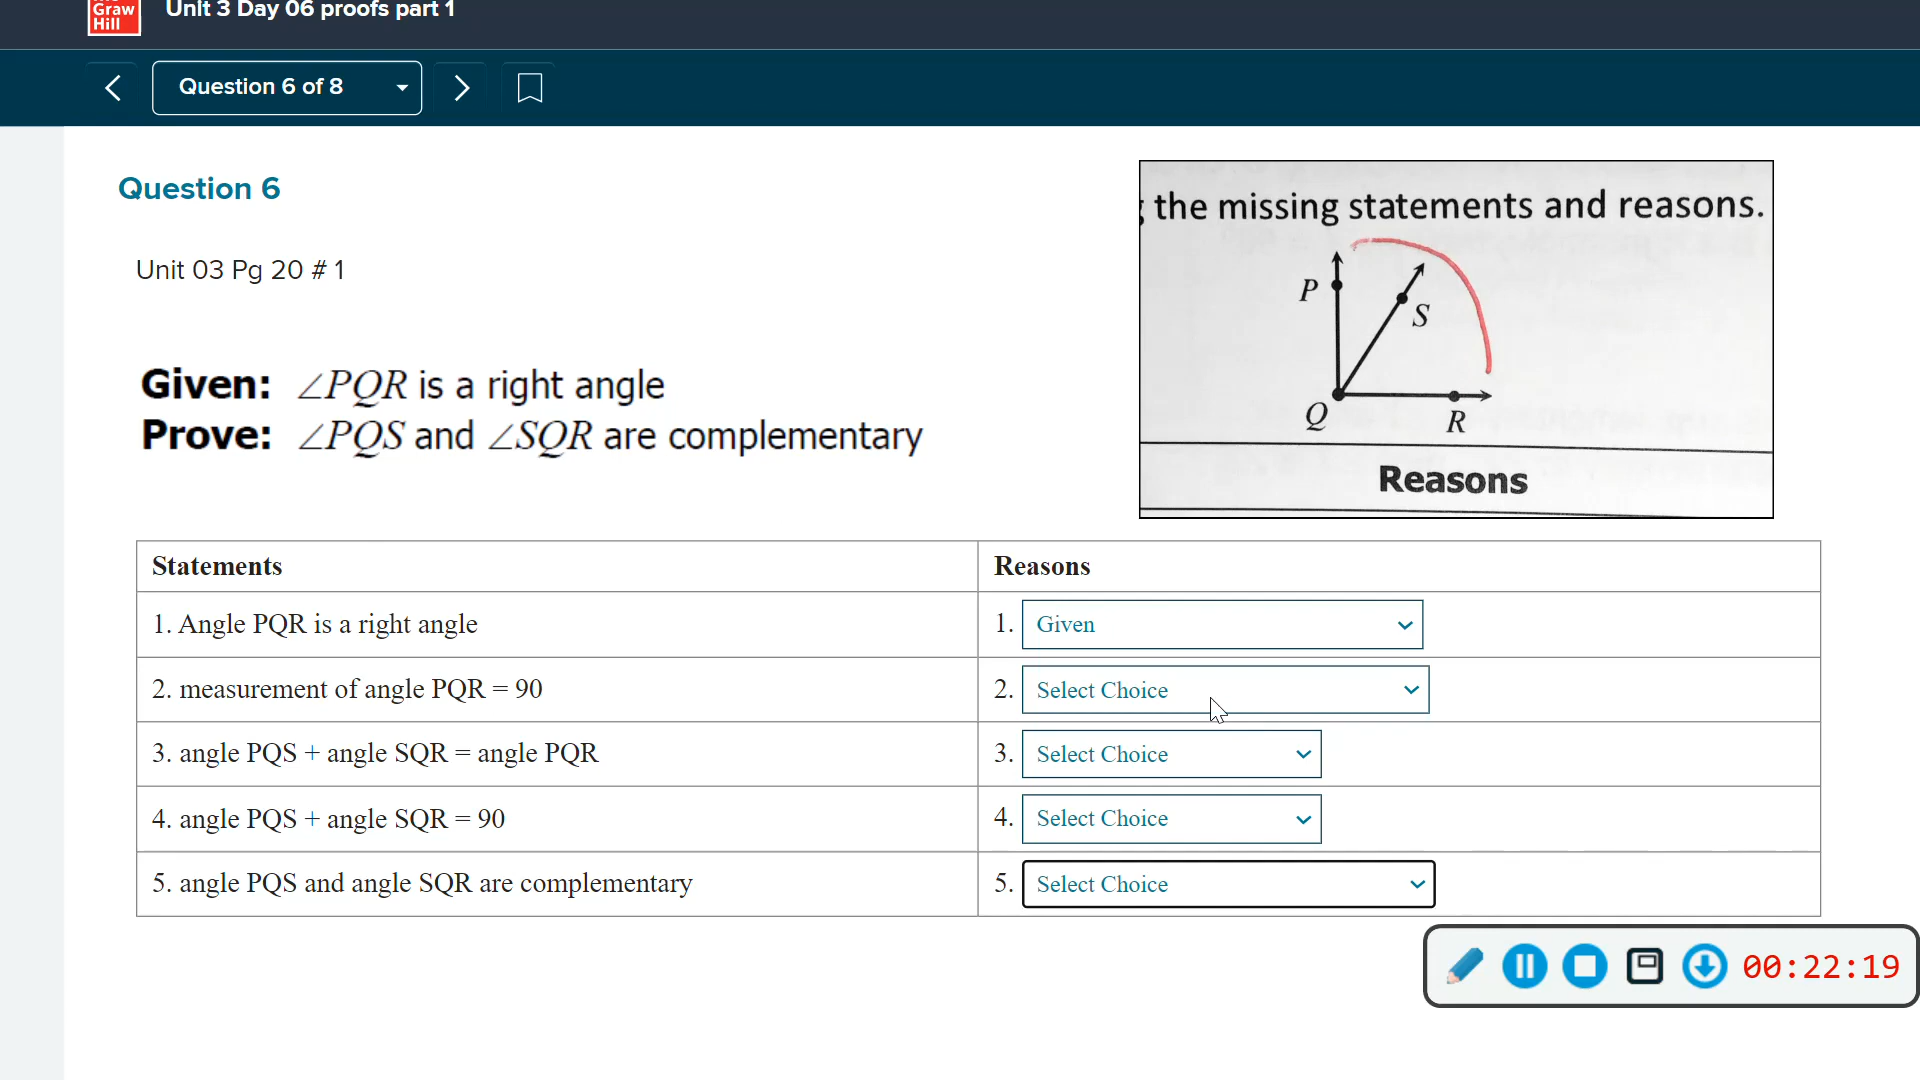 Graw
Hill
Unit 3 Day 06 proofs part 1
Question 6 of 8
Question 6
Unit 03 Pg 20 # 1
the missing statements and reasons.
P
S
Q
R
Reasons
Given: ∠PQR is a right angle
Prove: ∠PQS and ∠SQR are complementary
Statements
Reasons
1. Angle PQR is a right angle
1. Given
2. measurement of angle PQR = 90
2. Select Choice
3. angle PQS + angle SQR = angle PQR
3. Select Choice
4. angle PQS + angle SQR = 90
4. Select Choice
5. angle PQS and angle SQR are complementary
5. Select Choice
00:22:19